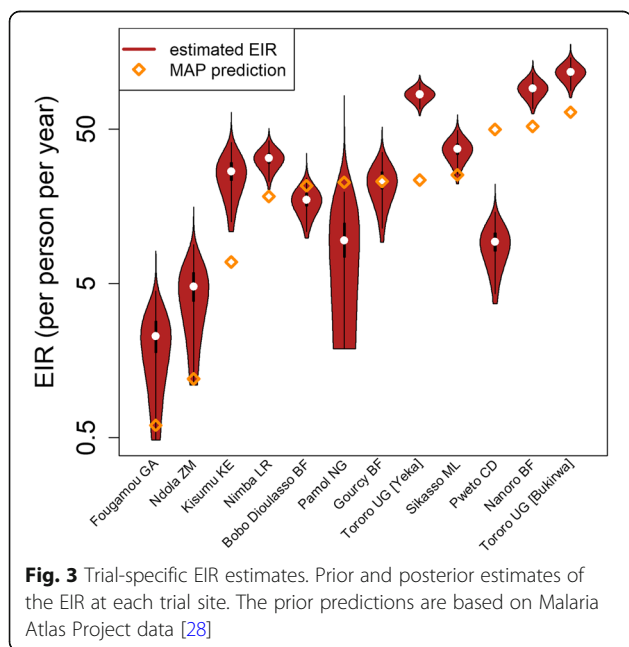 estimated EIR
MAP prediction
EIR (per person per year)
50
5
0.5
Fougamou GA
Ndola ZM
Kisumu KE
Nimba LR
Bobo Dioulasso BF
Pamol NG
Gourcy BF
Tororo UG [Yeka]
Sikasso ML
Pweto CD
Nanoro BF
Tororo UG [Bukirwa]
Fig. 3 Trial-specific EIR estimates. Prior and posterior estimates of
the EIR at each trial site. The prior predictions are based on Malaria
Atlas Project data [28]